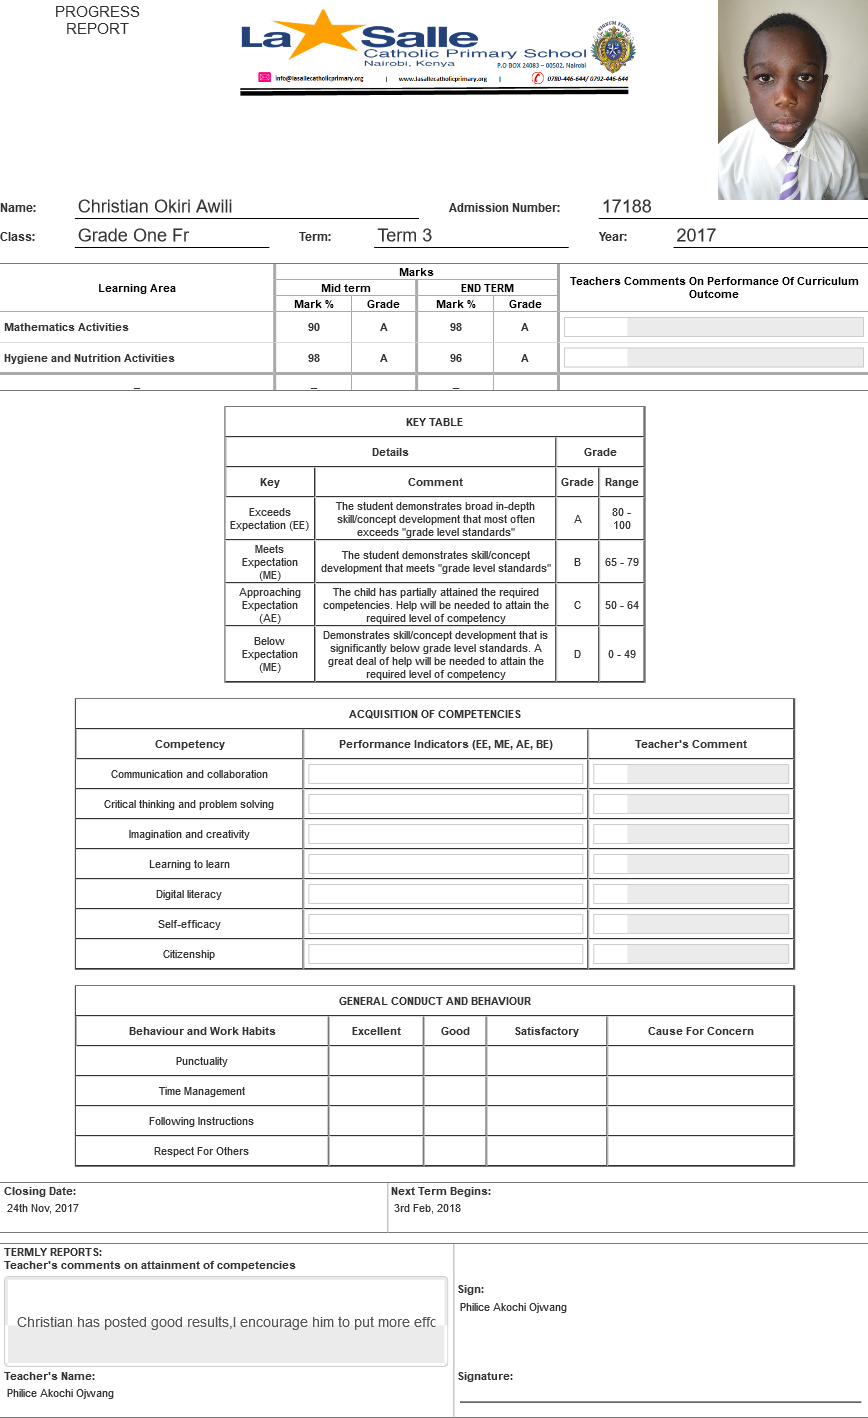 PROGRESS
REPORT
La Salle
Catholic Primary School
Nairobi, Kenya
P.O BOX 24083 – 00502, Nairobi
info@lasallecatholicprimary.org | www.lasallecatholicprimary.org | 0780-446-644/ 0792-446-644
Name: Christian Okiri Awili Admission Number: 17188
Class: Grade One Fr Term: Term 3 Year: 2017
Learning Area Marks Teachers Comments On Performance Of Curriculum Outcome
Mid term END TERM
Mark % Grade Mark % Grade
Mathematics Activities 90 A 98 A
Hygiene and Nutrition Activities 98 A 96 A
_ _ _
KEY TABLE
Details Grade
Key Comment Grade Range
Exceeds Expectation (EE) The student demonstrates broad in-depth skill/concept development that most often exceeds "grade level standards" A 80 - 100
Meets Expectation (ME) The student demonstrates skill/concept development that meets "grade level standards" B 65 - 79
Approaching Expectation (AE) The child has partially attained the required competencies. Help will be needed to attain the required level of competency C 50 - 64
Below Expectation (ME) Demonstrates skill/concept development that is significantly below grade level standards. A great deal of help will be needed to attain the required level of competency D 0 - 49
ACQUISITION OF COMPETENCIES
Competency Performance Indicators (EE, ME, AE, BE) Teacher's Comment
Communication and collaboration
Critical thinking and problem solving
Imagination and creativity
Learning to learn
Digital literacy
Self-efficacy
Citizenship
GENERAL CONDUCT AND BEHAVIOUR
Behaviour and Work Habits Excellent Good Satisfactory Cause For Concern
Punctuality
Time Management
Following Instructions
Respect For Others
Closing Date: Next Term Begins:
24th Nov, 2017 3rd Feb, 2018
TERMLY REPORTS:
Teacher's comments on attainment of competencies
Christian has posted good results,I encourage him to put more
Sign:
Philice Akochi Ojwang
Teacher's Name: Signature:
Philice Akochi Ojwang